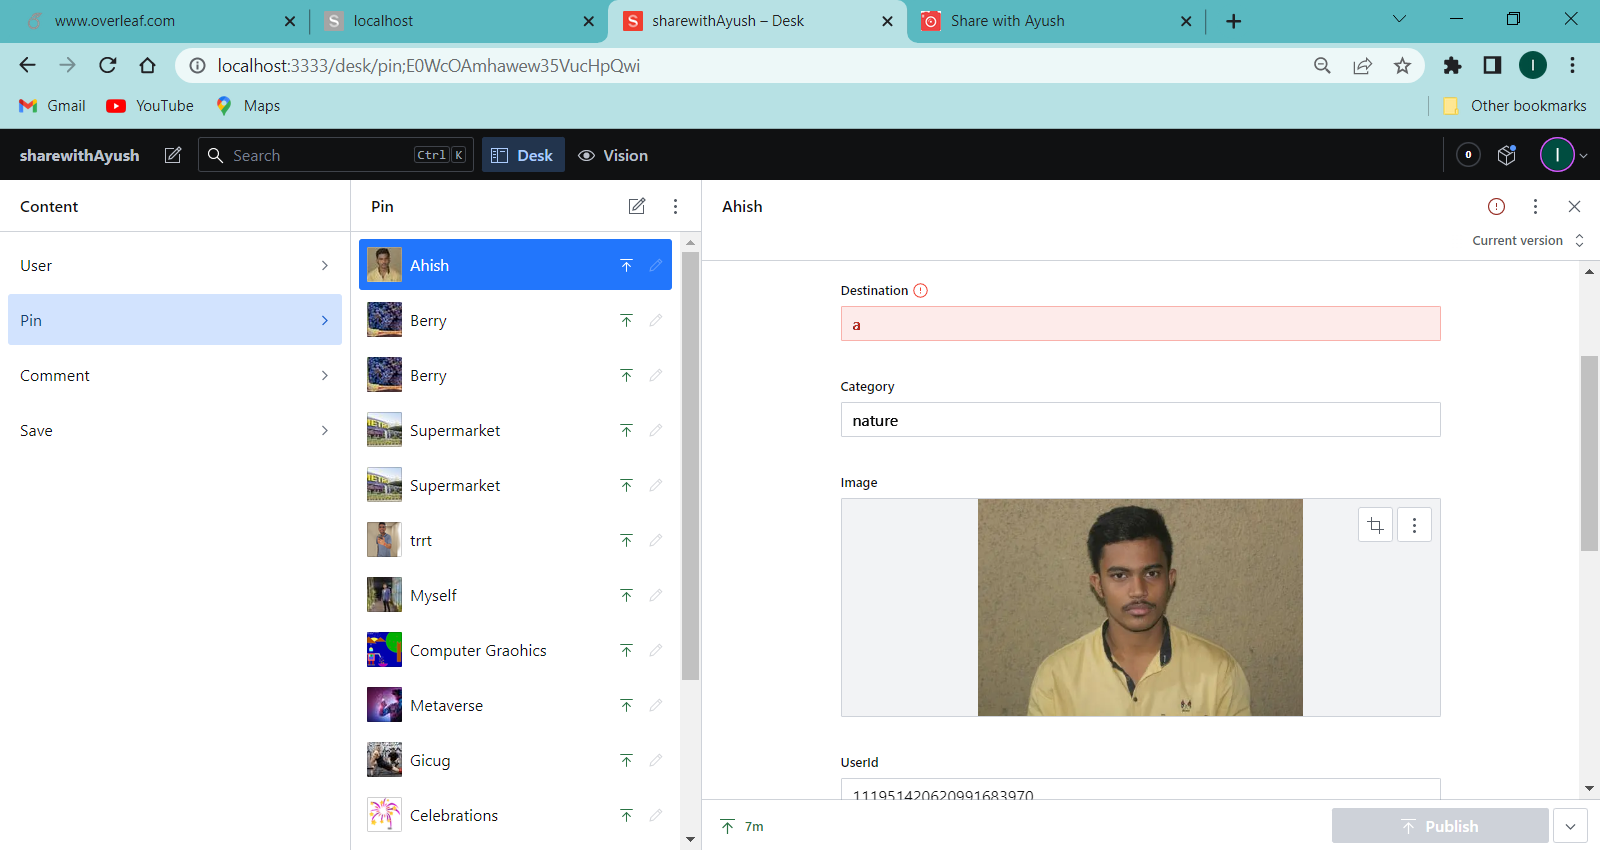 www.overleaf.com
localhost
sharewithAyush – Desk
Share with Ayush
localhost:3333/desk/pin;E0WcOAmhawew35VucHpQwi
Gmail
YouTube
Maps
Other bookmarks
sharewithAyush
Search
Ctrl K
Desk
Vision
0
I
Content
User
Pin
Comment
Save
Pin
Ahish
Berry
Berry
Supermarket
Supermarket
trrt
Myself
Computer Graohics
Metaverse
Gicug
Celebrations
Ahish
Current version
Destination
a
Category
nature
Image
UserId
111951420620991683970
7m
Publish